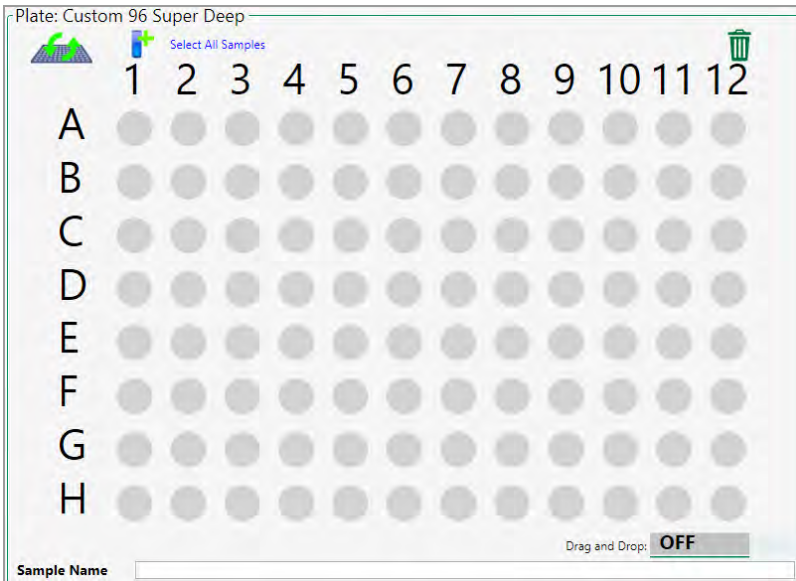 Plate: Custom 96 Super Deep
Select All Samples
1 2 3 4 5 6 7 8 9 10 11 12
A
B
C
D
E
F
G
H
Drag and Drop: OFF
Sample Name